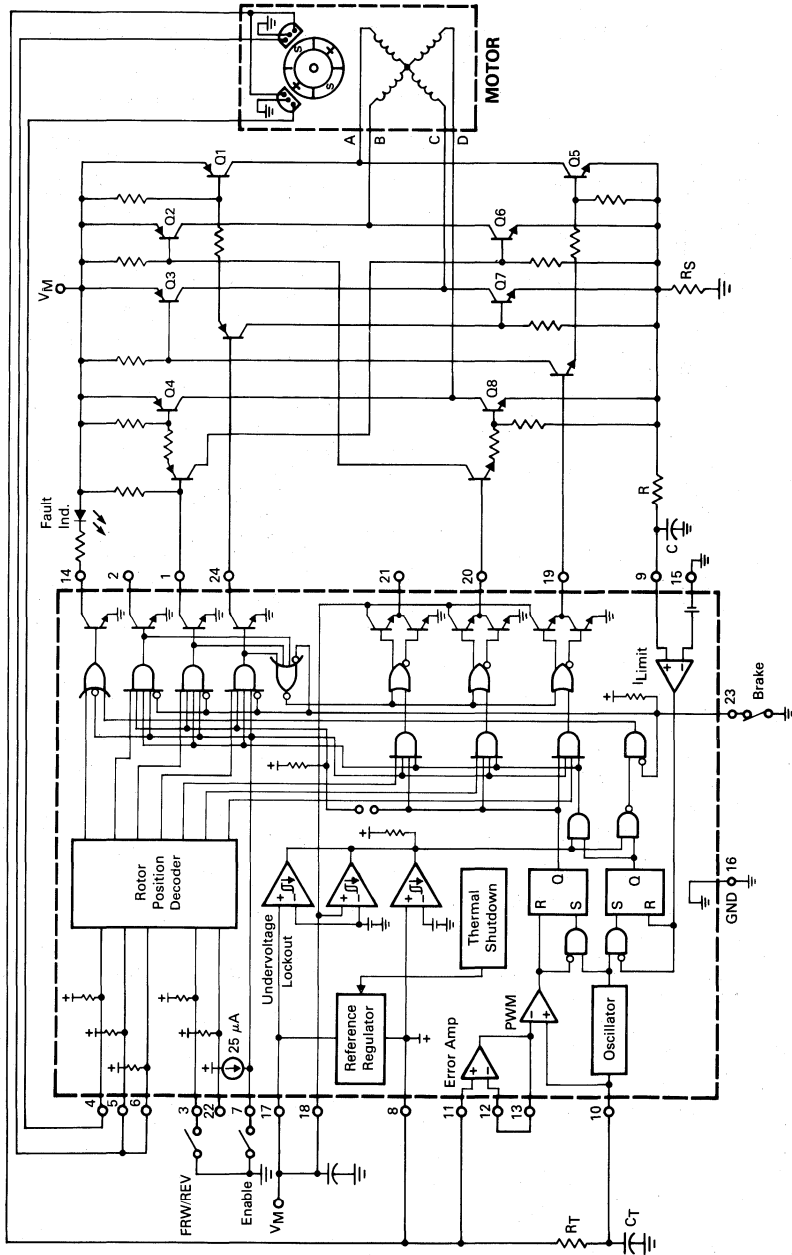 4
5
6
3
22
7
17
18
8
11
12
13
10
FRW/REV
Enable
VM
RT
CT
Rotor
Position
Decoder
25 µA
Undervoltage
Lockout
Reference
Regulator
Thermal
Shutdown
Error Amp
PWM
Oscillator
R
Q
S
S
Q
R
ILimit
GND
16
23
Brake
14
2
1
24
21
20
19
9
15
Fault
Ind.
VM
Q4
Q3
Q2
Q1
Q8
Q7
Q6
Q5
R
C
RS
A
B
C
D
S
S
MOTOR